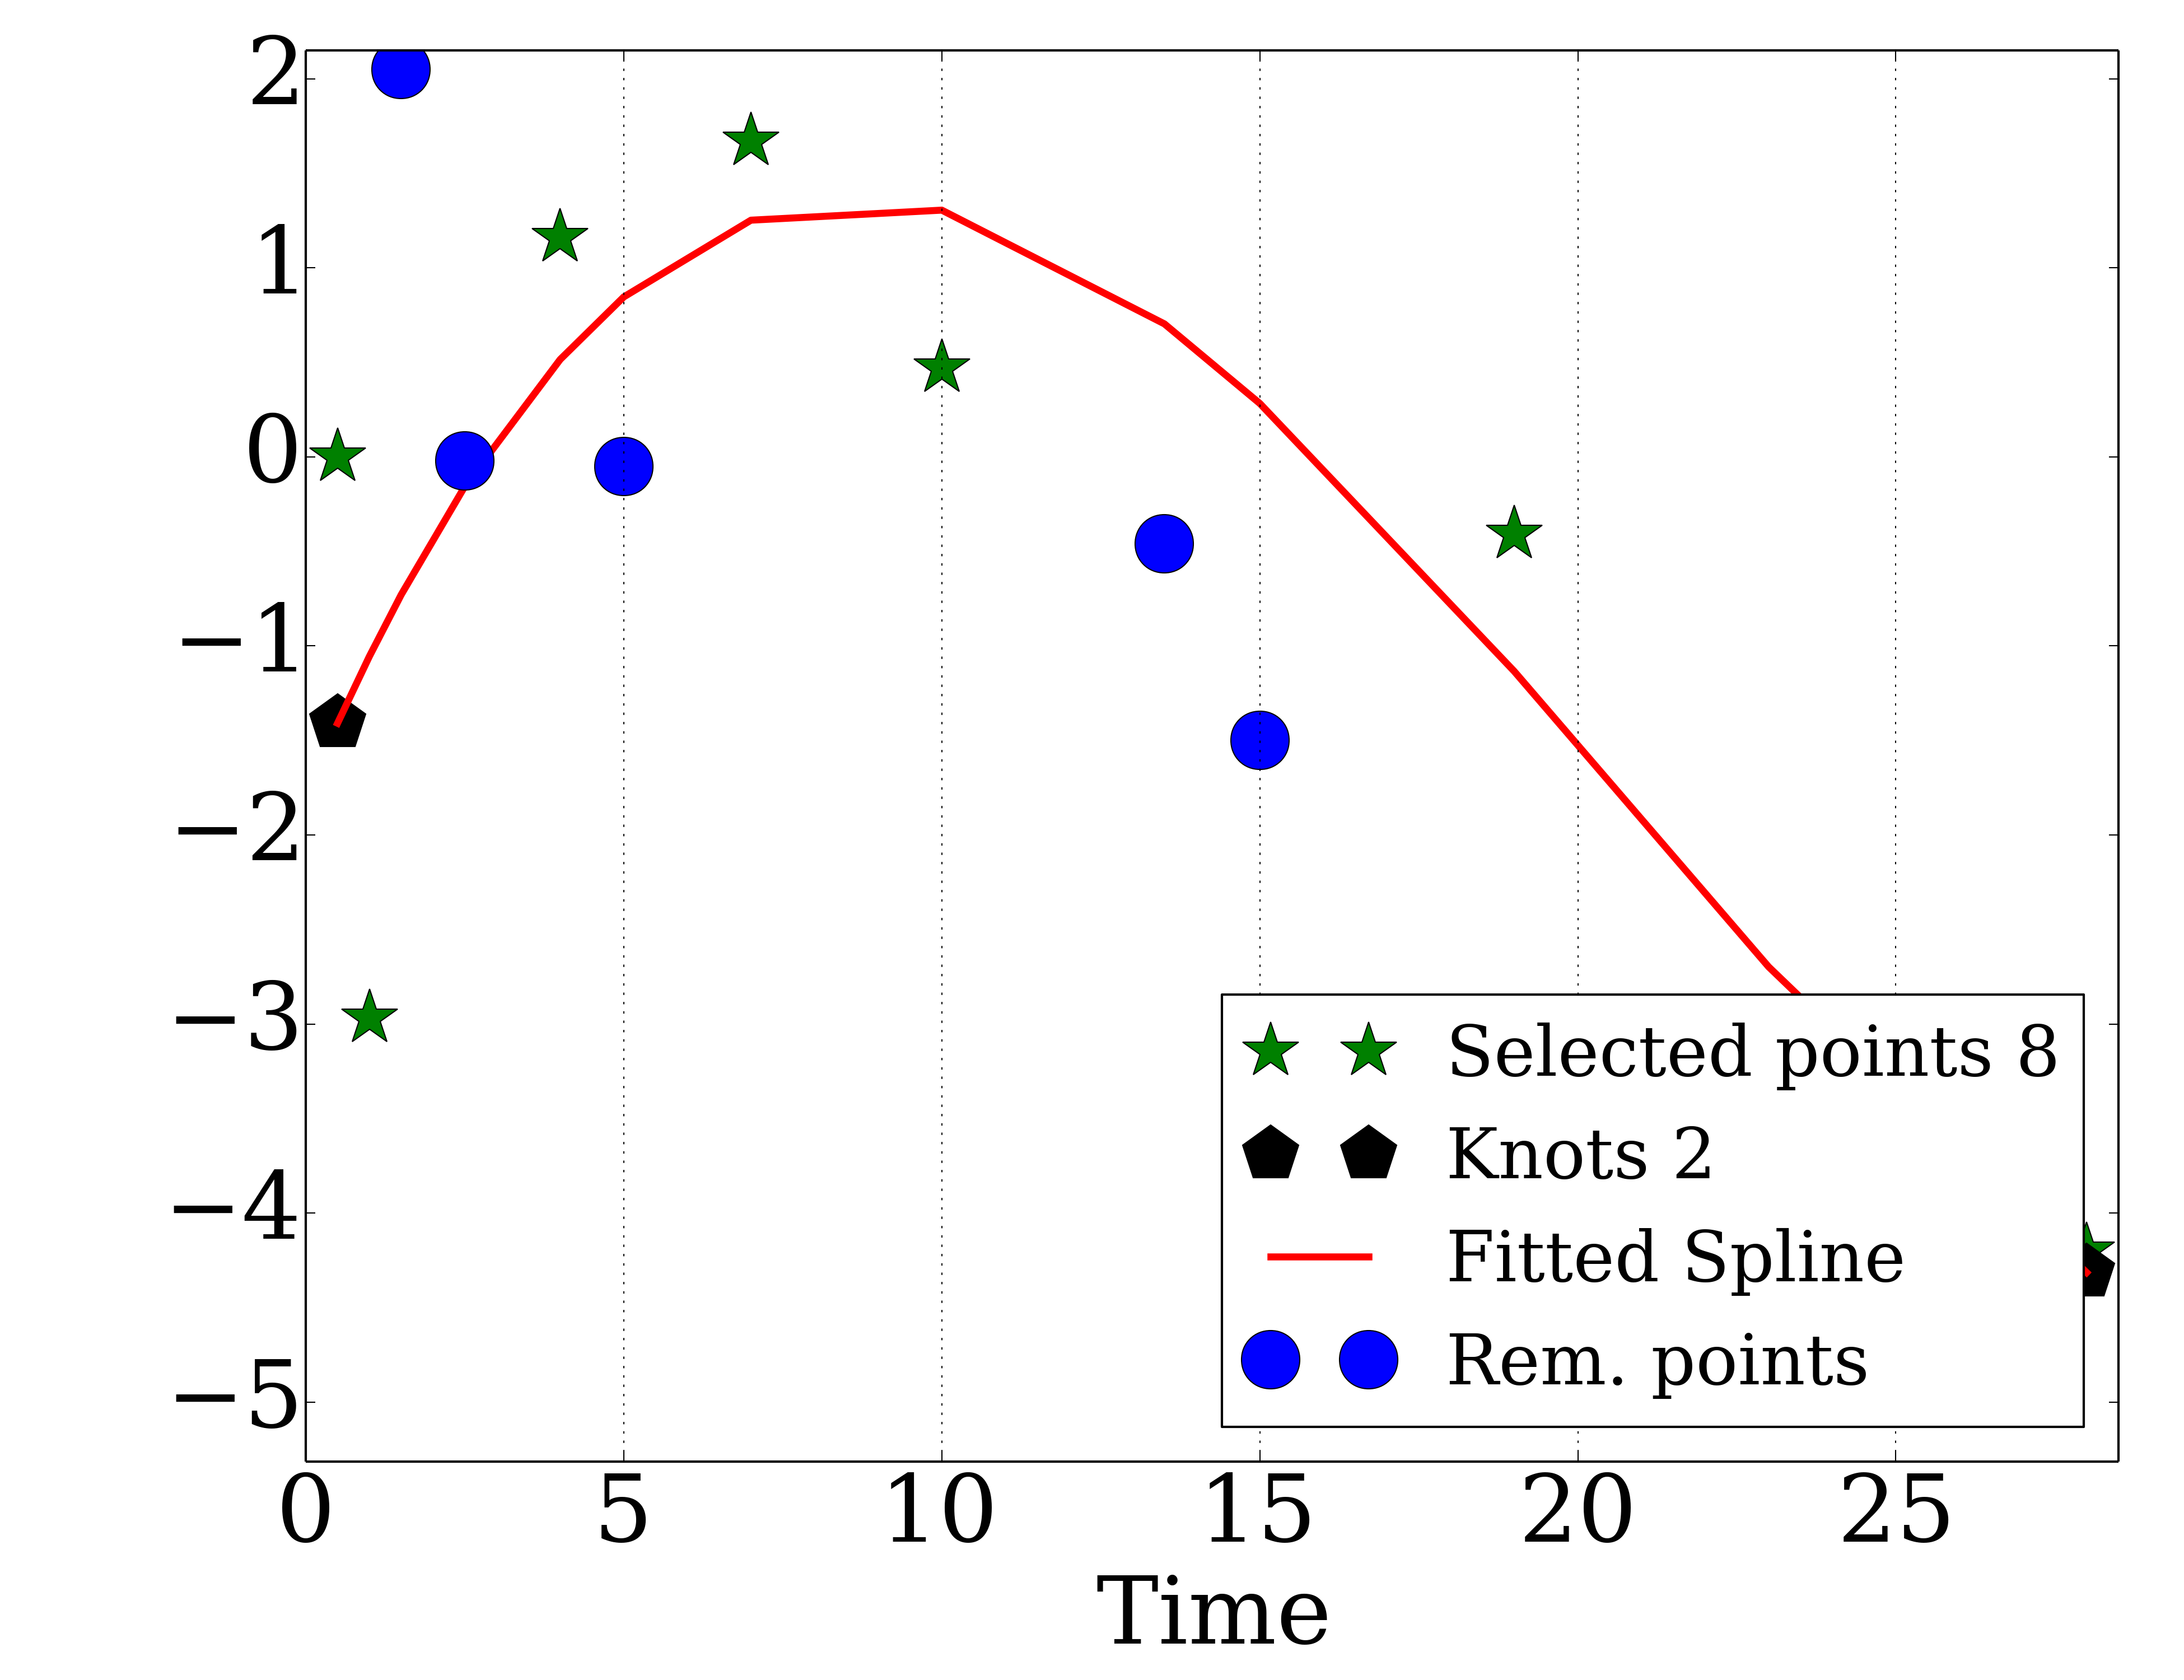 2
1
0
−1
−2
−3
−4
−5
Selected points 8
Knots 2
Fitted Spline
Rem. points
0 5 10 15 20 25
Time